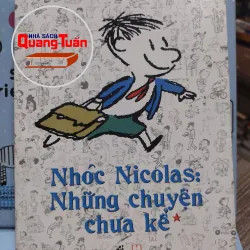 NHÀ SÁCH
Quang-Tuấn
Nhóc Nicolas:
Những chuyện
chưa kể